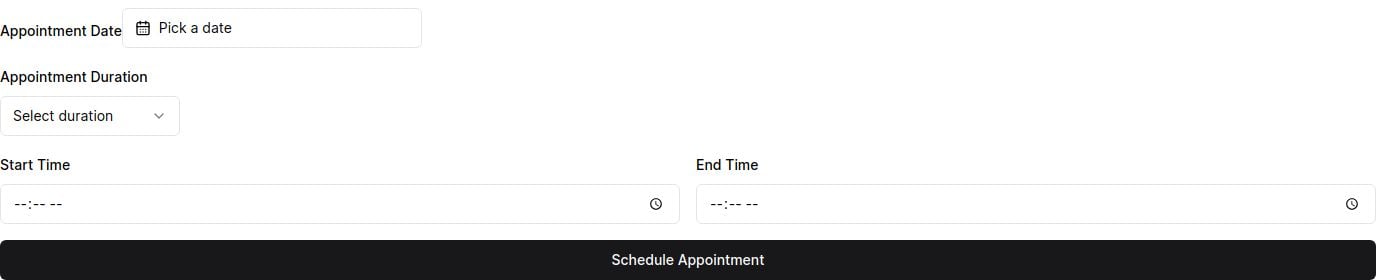 Appointment Date Pick a date
Appointment Duration
Select duration
Start Time End Time
--:-- -- --:-- --
Schedule Appointment